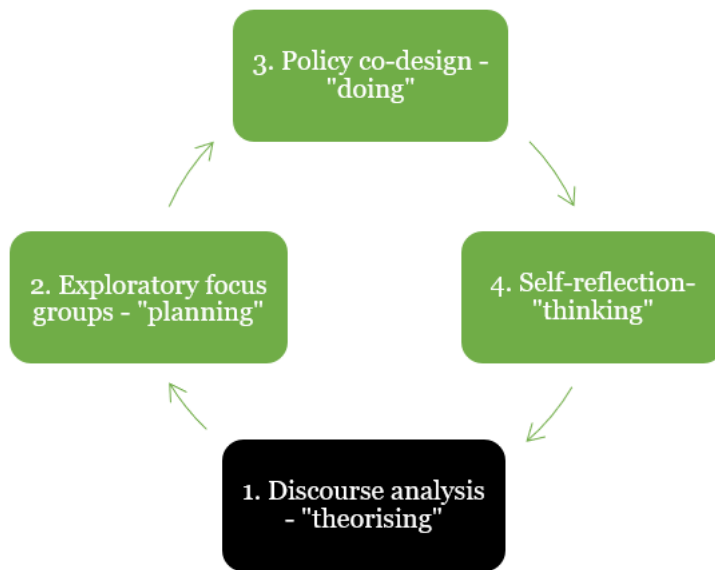 3. Policy co-design -
"doing"
2. Exploratory focus
groups - "planning"
4. Self-reflection-
"thinking"
1. Discourse analysis
- "theorising"